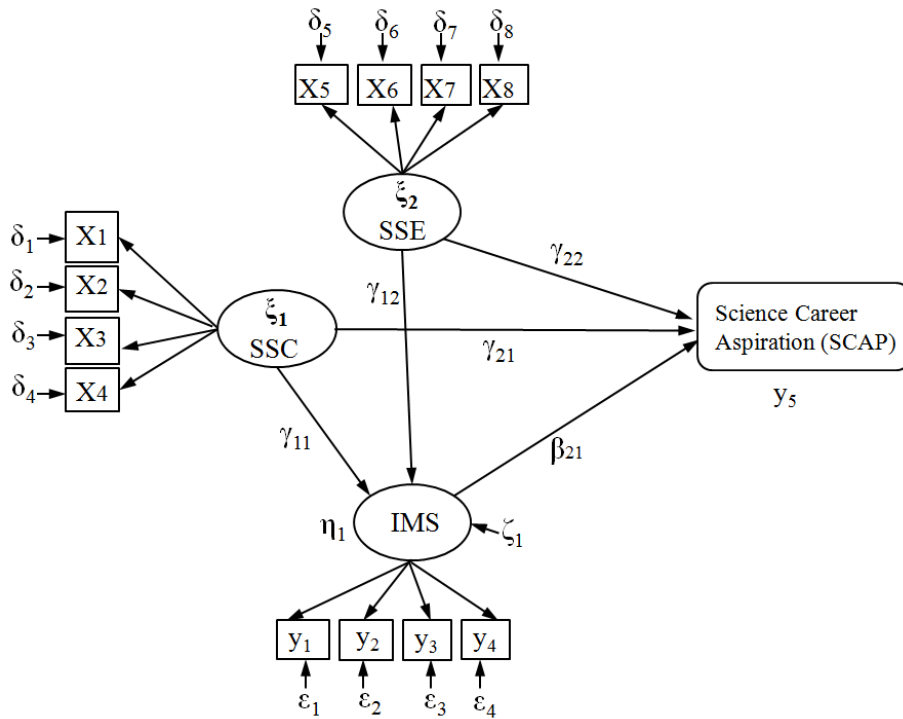 δ5 δ6 δ7 δ8
X5 X6 X7 X8
ξ2
SSE
δ1 X1
δ2 X2
δ3 X3
δ4 X4
ξ1
SSC
γ22
γ12
γ21
γ11
β21
Science Career
Aspiration (SCAP)
y5
η1 IMS ζ1
y1 y2 y3 y4
ε1 ε2 ε3 ε4